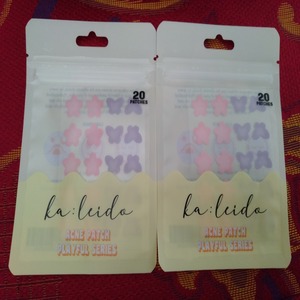 20
PATCHES
ka:leido
ACNE PATCH
PLAYFUL SERIES
20
PATCHES
ka:leido
ACNE PATCH
PLAYFUL SERIES